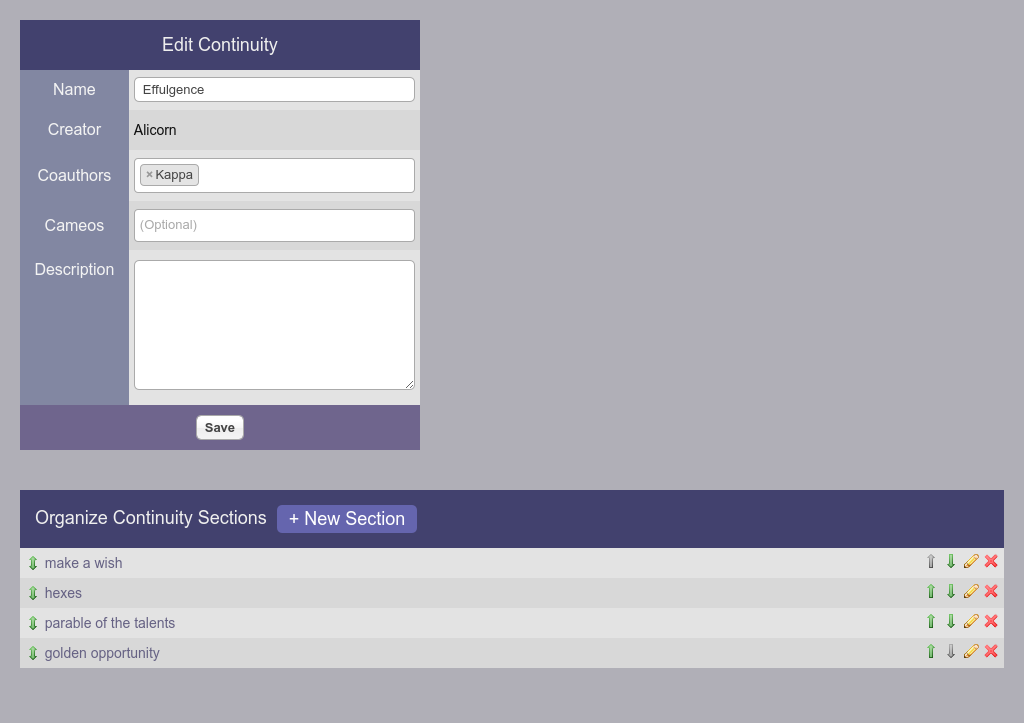 Edit Continuity
Name
Effulgence
Creator
Alicorn
Coauthors
× Kappa
Cameos
(Optional)
Description
Save
Organize Continuity Sections
+ New Section
make a wish
hexes
parable of the talents
golden opportunity